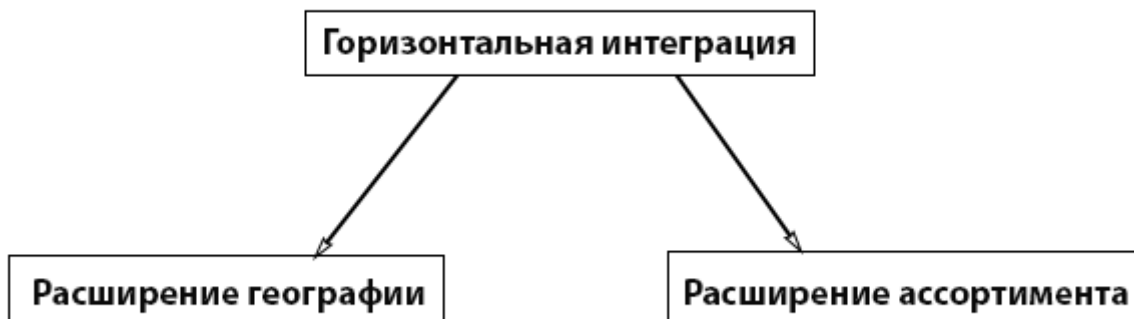 Горизонтальная интеграция
Расширение географии
Расширение ассортимента